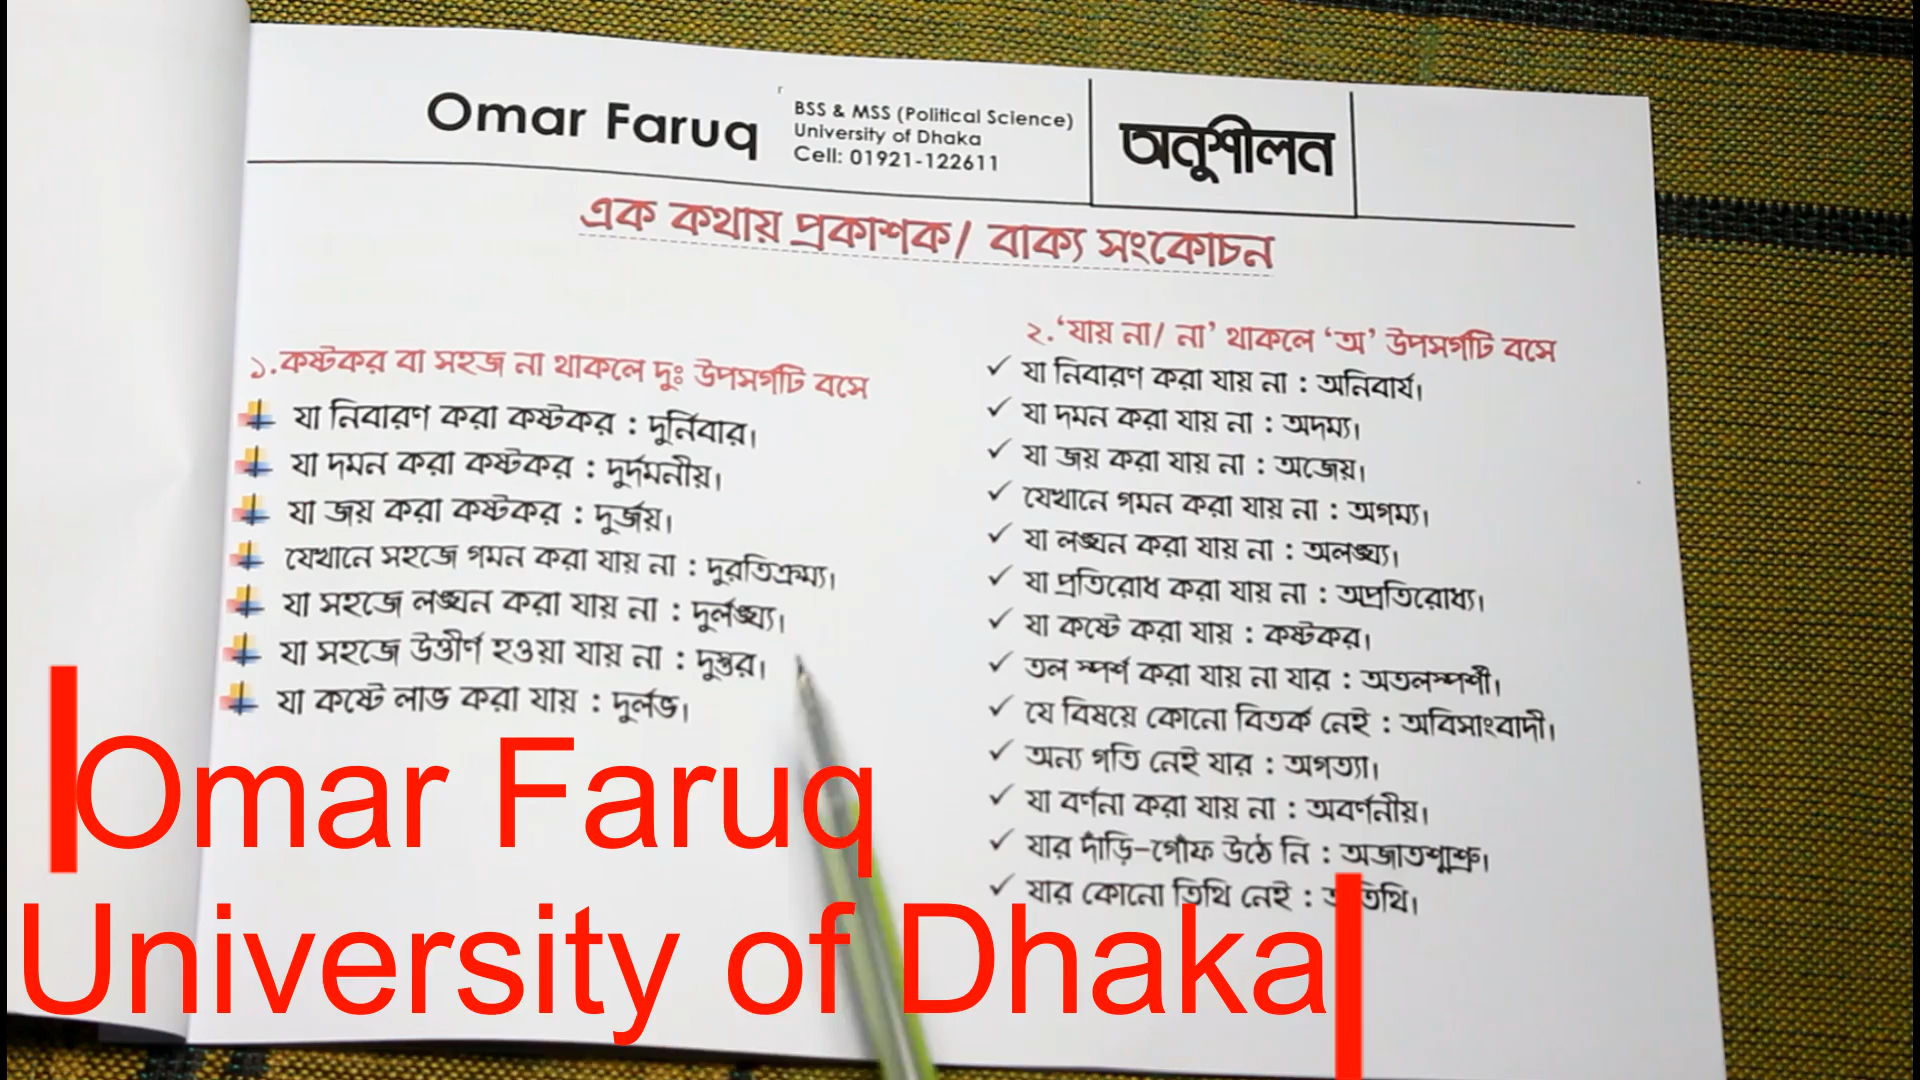 Omar Faruq
BSS & MSS (Political Science)
University of Dhaka
Cell: 01921-122611
অনুশীলন
এক কথায় প্রকাশক/ বাক্য সংকোচন
১.কষ্টকর বা সহজ না থাকলে দুঃ উপসর্গটি বসে
যা নিবারণ করা কষ্টকর : দুর্নিবার।
যা দমন করা কষ্টকর : দুর্দমনীয়।
যা জয় করা কষ্টকর : দুর্জয়।
যেখানে সহজে গমন করা যায় না : দুরতিক্রম্য।
যা সহজে লঙ্ঘন করা যায় না : দুর্লঙ্ঘ্য।
যা সহজে উত্তীর্ণ হওয়া যায় না : দুস্তর।
যা কষ্টে লাভ করা যায় : দুর্লভ।
২.‘যায় না/ না’ থাকলে ‘অ’ উপসর্গটি বসে
যা নিবারণ করা যায় না : অনিবার্য।
যা দমন করা যায় না : অদম্য।
যা জয় করা যায় না : অজেয়।
যেখানে গমন করা যায় না : অগম্য।
যা লঙ্ঘন করা যায় না : অলঙ্ঘ্য।
যা প্রতিরোধ করা যায় না : অপ্রতিরোধ্য।
যা কষ্টে করা যায় : কষ্টকর।
তল স্পর্শ করা যায় না যার : অতলস্পর্শী।
যে বিষয়ে কোনো বিতর্ক নেই : অবিসাংবাদী।
অন্য গতি নেই যার : অগত্যা।
যা বর্ণনা করা যায় না : অবর্ণনীয়।
যার দাঁড়ি-গোঁফ উঠে নি : অজাতশ্মশ্রু।
যার কোনো তিথি নেই :
Omar Faruq
University of Dhaka